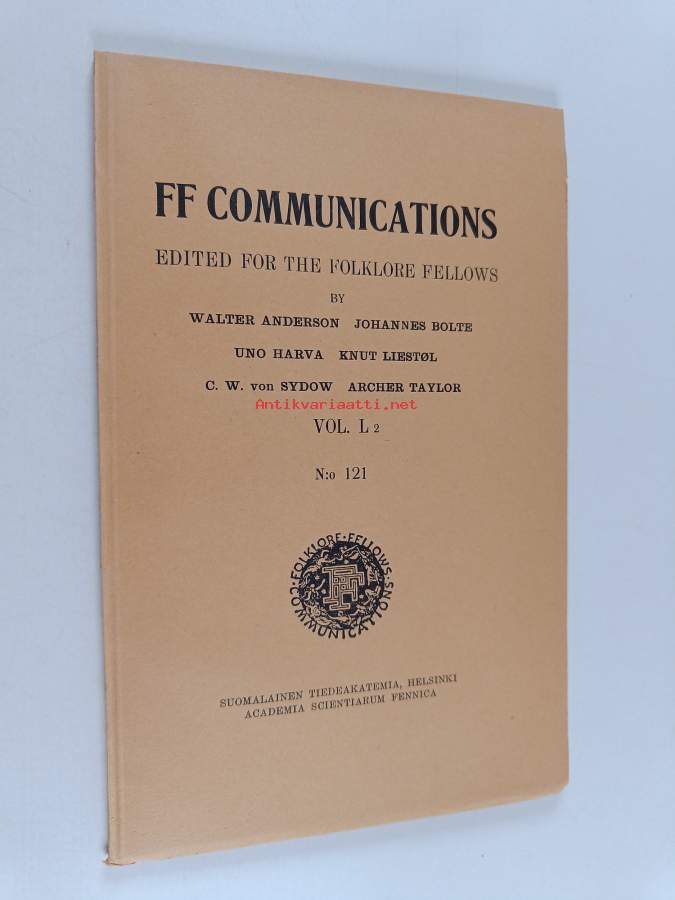 FF COMMUNICATIONS
EDITED FOR THE FOLKLORE FELLOWS
BY
WALTER ANDERSON JOHANNES BOLTE
UNO HARVA KNUT LIESTØL
C. W. von SYDOW ARCHER TAYLOR
Antikvariaatti.net
VOL. L 2
N:o 121
FOLKLORE · FELLOWS · COMMUNICATIONS ·
FF
SUOMALAINEN TIEDEAKATEMIA, HELSINKI
ACADEMIA SCIENTIARUM FENNICA